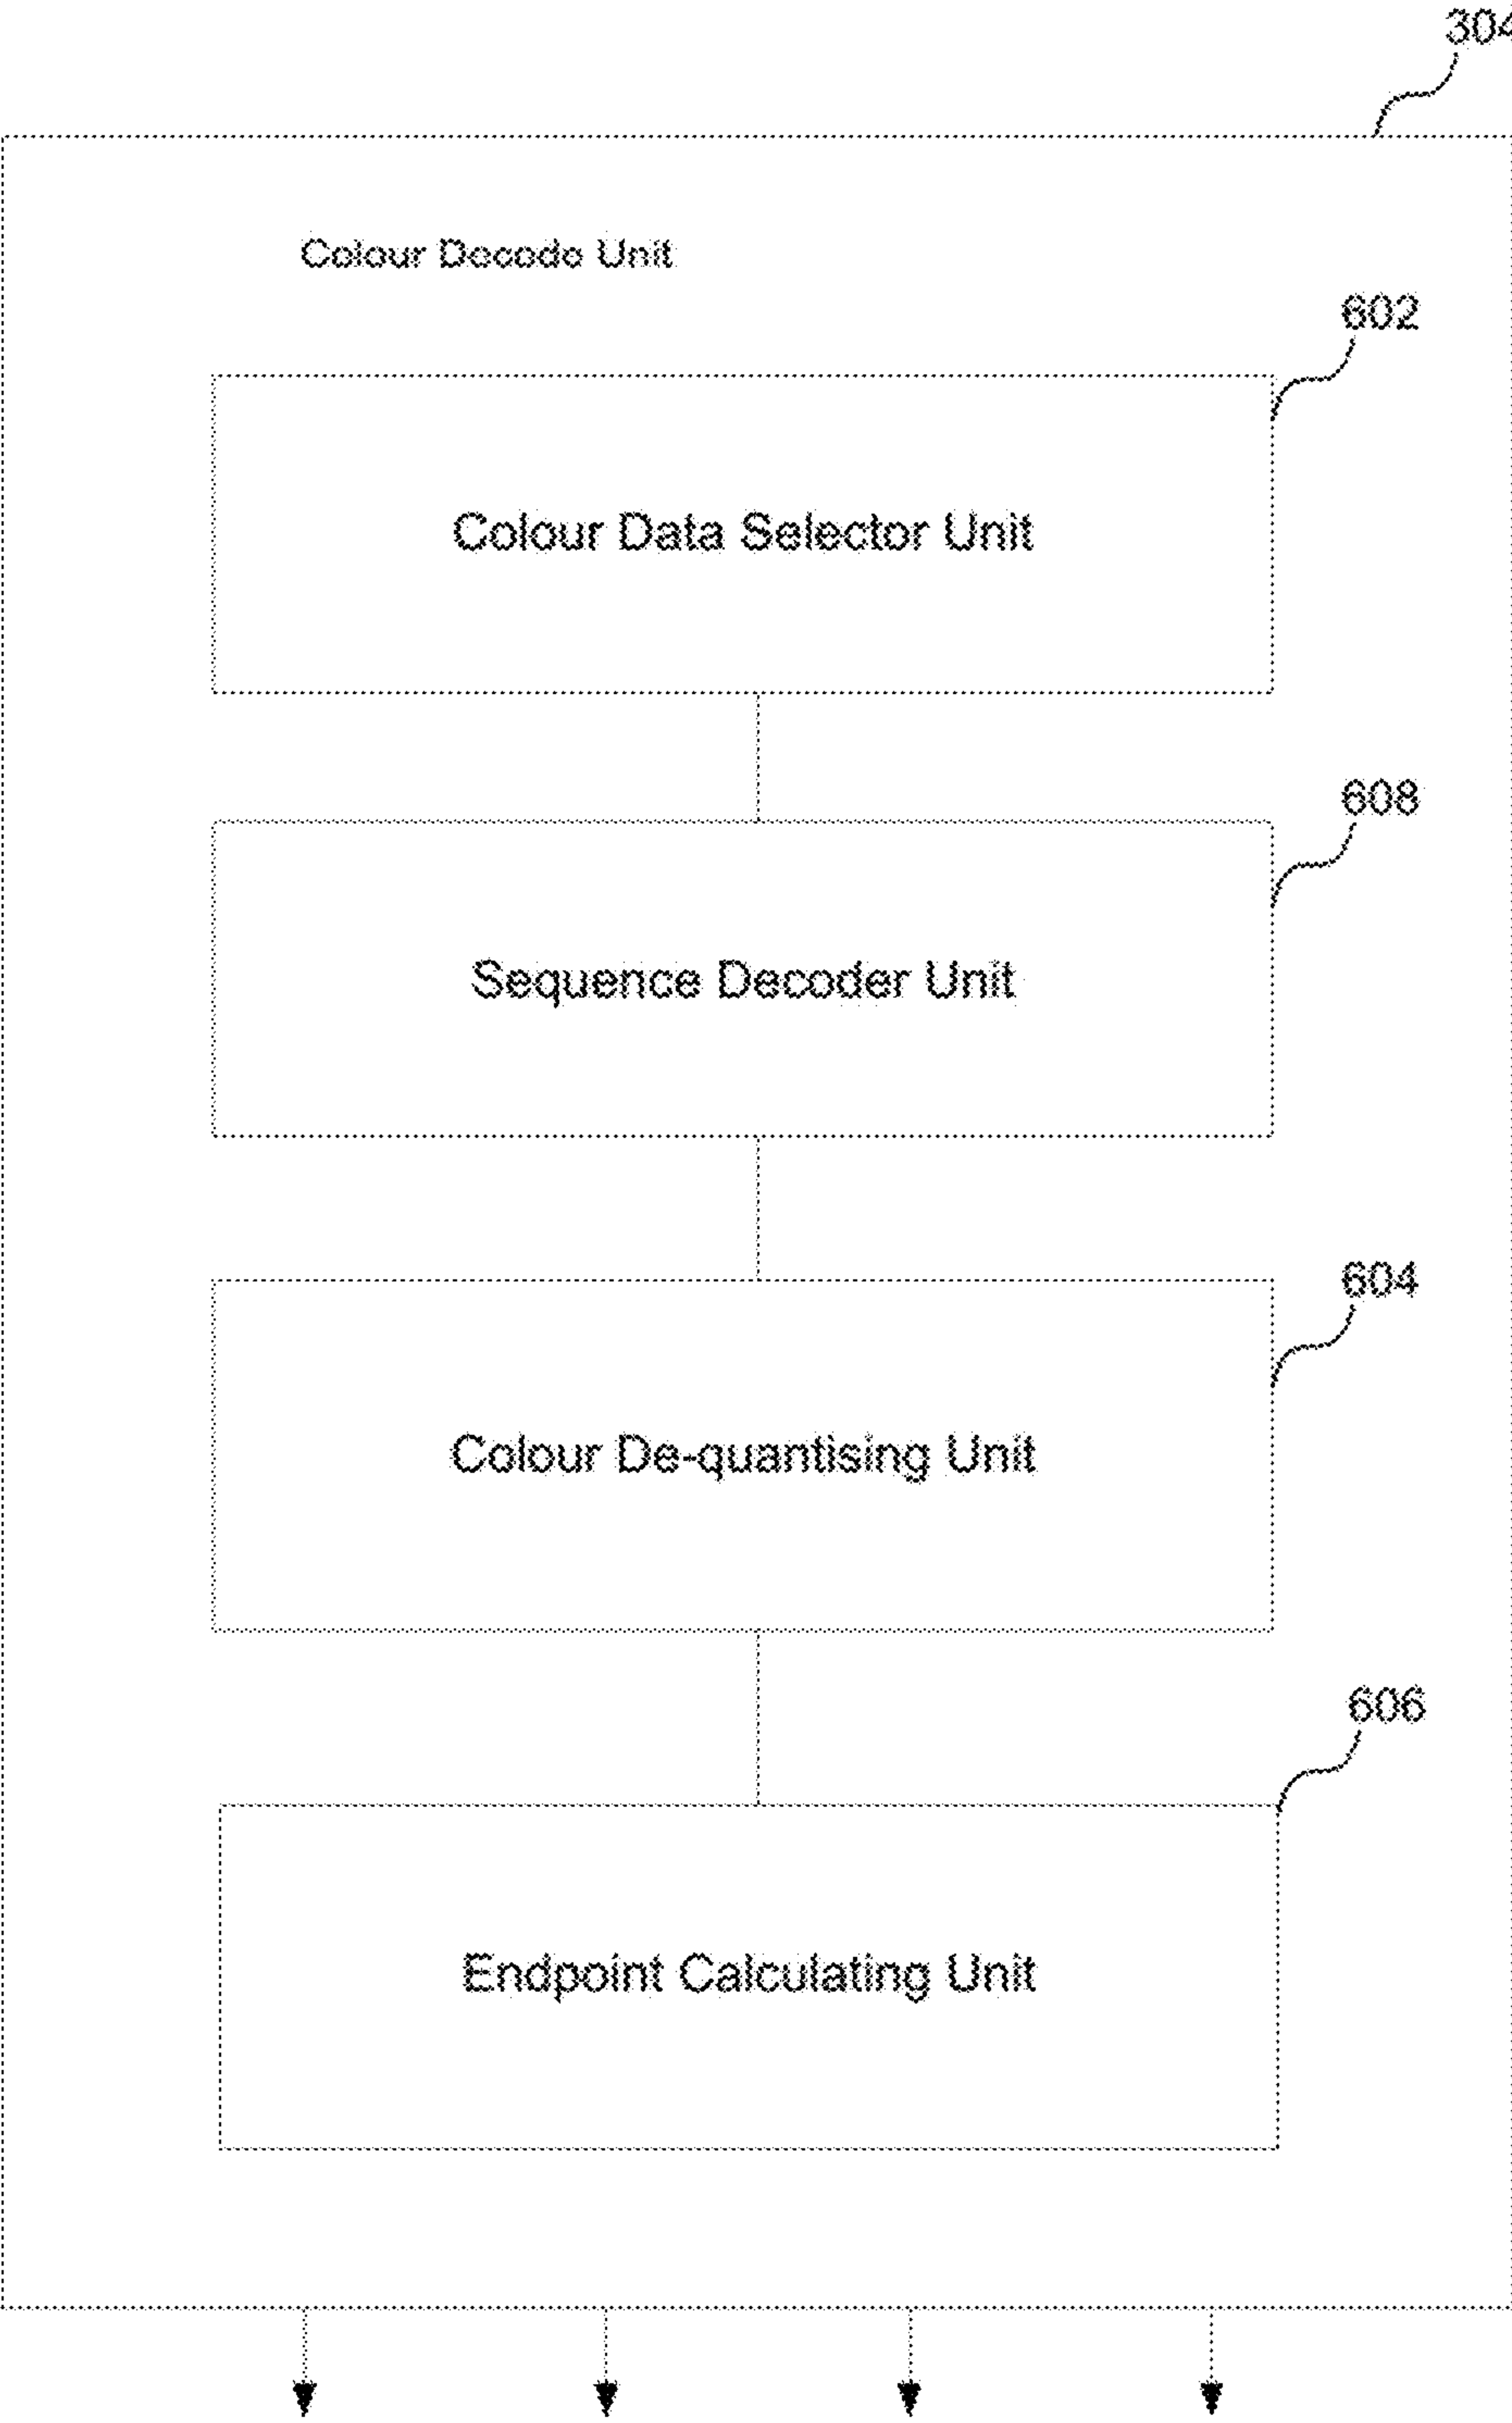 304
Colour Decode Unit
602
Colour Data Selector Unit
608
Sequence Decoder Unit
604
Colour De-quantising Unit
606
Endpoint Calculating Unit